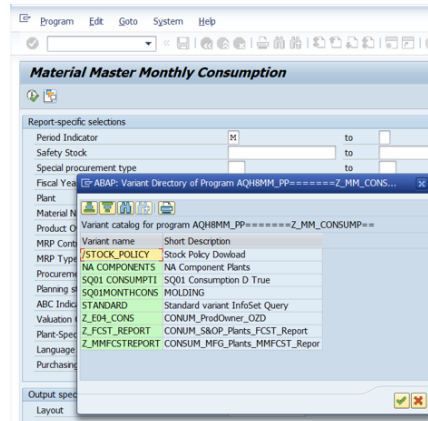 Program Edit Goto System Help
Material Master Monthly Consumption
Report-specific selections
Period Indicator M to
Safety Stock to
Special procurement type to
Fiscal Yea
ABAP: Variant Directory of Program AQH8MM_PP=======Z_MM_CONS...
Plant
Material N
Variant catalog for program AQH8MM_PP=======Z_MM_CONSUMP==
Product O
Variant name Short Description
MRP Cont
/STOCK_POLICY Stock Policy Dowload
MRP Type
NA COMPONENTS NA Component Plants
Procureme
SQ01 CONSUMPTI SQ01 Consumption D True
Planning st
SQ01MONTHCONS MOLDING
ABC Indic
STANDARD Standard variant InfoSet Query
Valuation
Z_E04_CONS CONUM_ProdOwner_OZD
Plant-Spec
Z_FCST_REPORT CONUM_S&OP_Plants_FCST_Report
Language
Z_MMFCSTREPORT CONSUM_MFG_Plants_MMFCST_Repor
Purchasing
Output spec
Layout